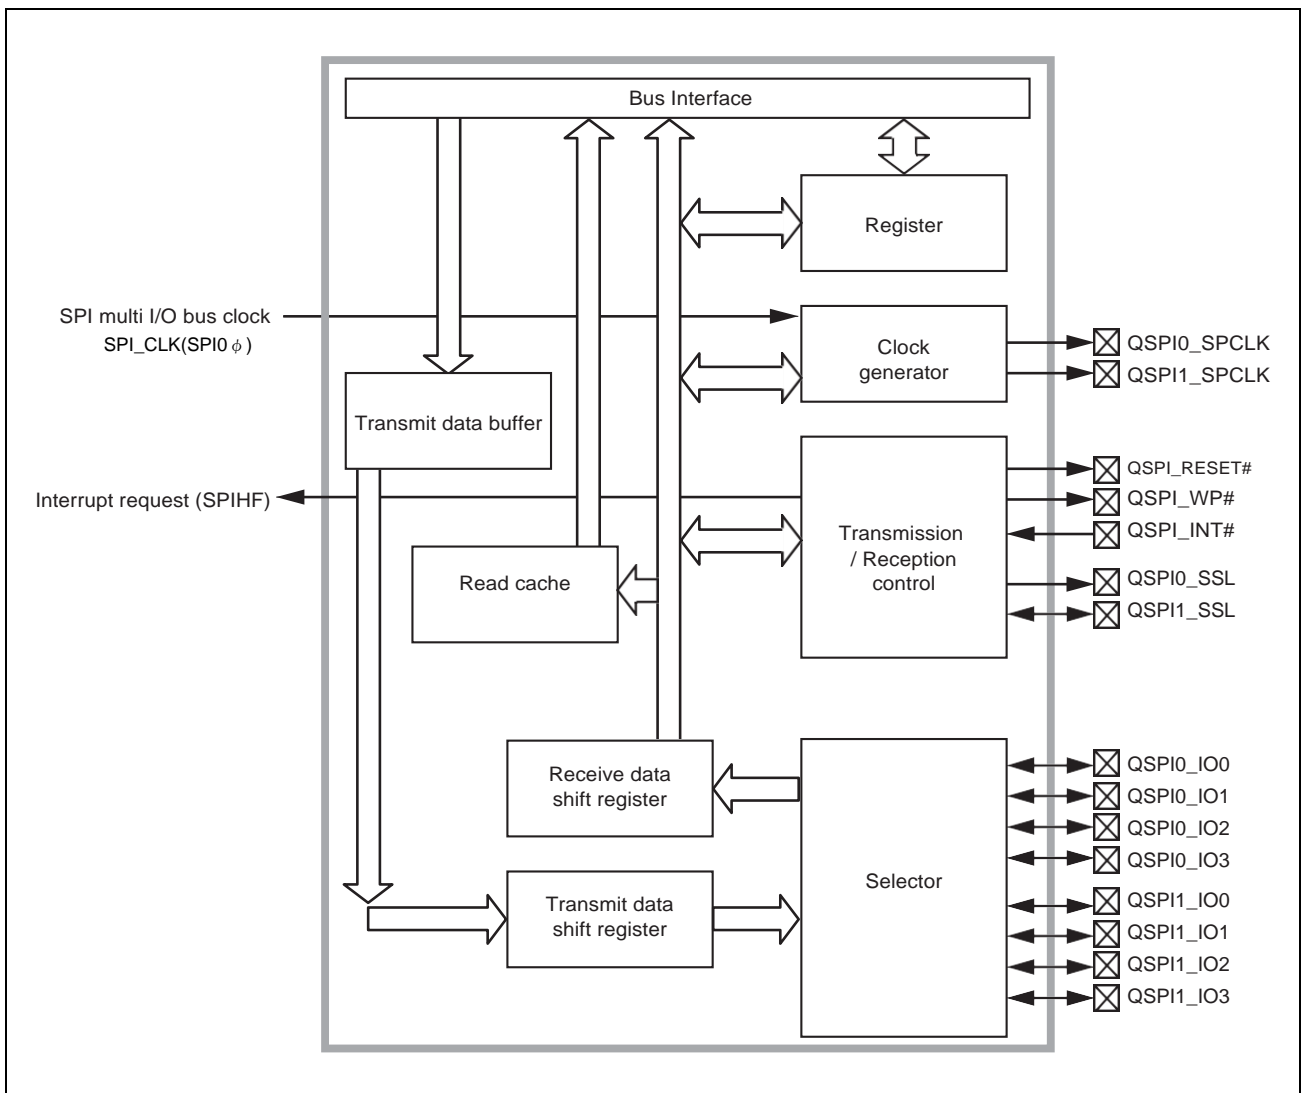 Bus Interface
Register
SPI multi I/O bus clock
SPI_CLK(SPI0 ϕ)
Clock
generator
QSPI0_SPCLK
QSPI1_SPCLK
Transmit data buffer
Interrupt request (SPIHF)
Transmission
/ Reception
control
QSPI_RESET#
QSPI_WP#
QSPI_INT#
QSPI0_SSL
QSPI1_SSL
Read cache
Receive data
shift register
Transmit data
shift register
Selector
QSPI0_IO0
QSPI0_IO1
QSPI0_IO2
QSPI0_IO3
QSPI1_IO0
QSPI1_IO1
QSPI1_IO2
QSPI1_IO3